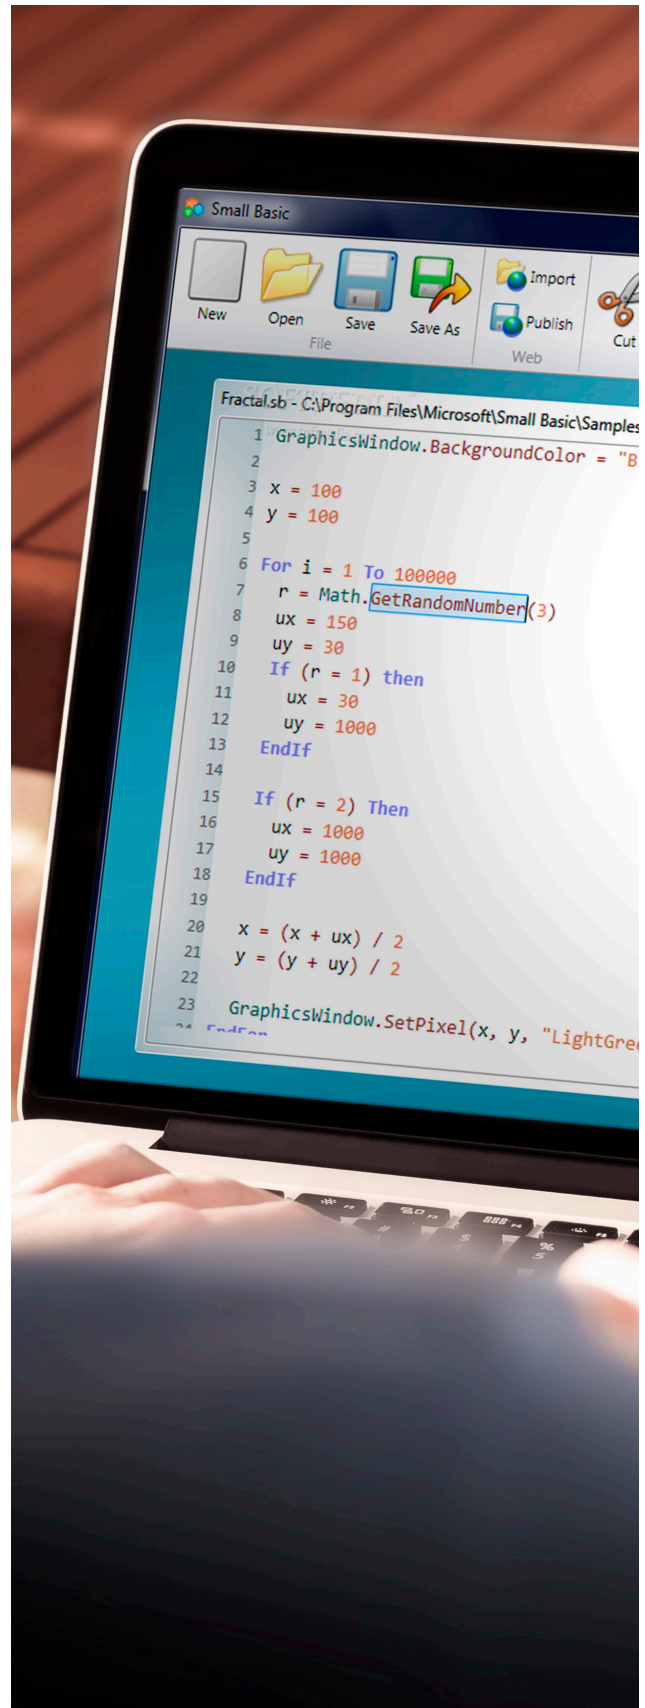 Small Basic
New Open Save Save As Import Publish Cut
File Web
Fractal.sb - C:\Program Files\Microsoft\Small Basic\Samples
1 GraphicsWindow.BackgroundColor = "B
2
3 x = 100
4 y = 100
5
6 For i = 1 To 100000
7 r = Math.GetRandomNumber(3)
8 ux = 150
9 uy = 30
10 If (r = 1) then
11 ux = 30
12 uy = 1000
13 EndIf
14
15 If (r = 2) Then
16 ux = 1000
17 uy = 1000
18 EndIf
19
20 x = (x + ux) / 2
21 y = (y + uy) / 2
22
23 GraphicsWindow.SetPixel(x, y, "LightGree
24 EndFor